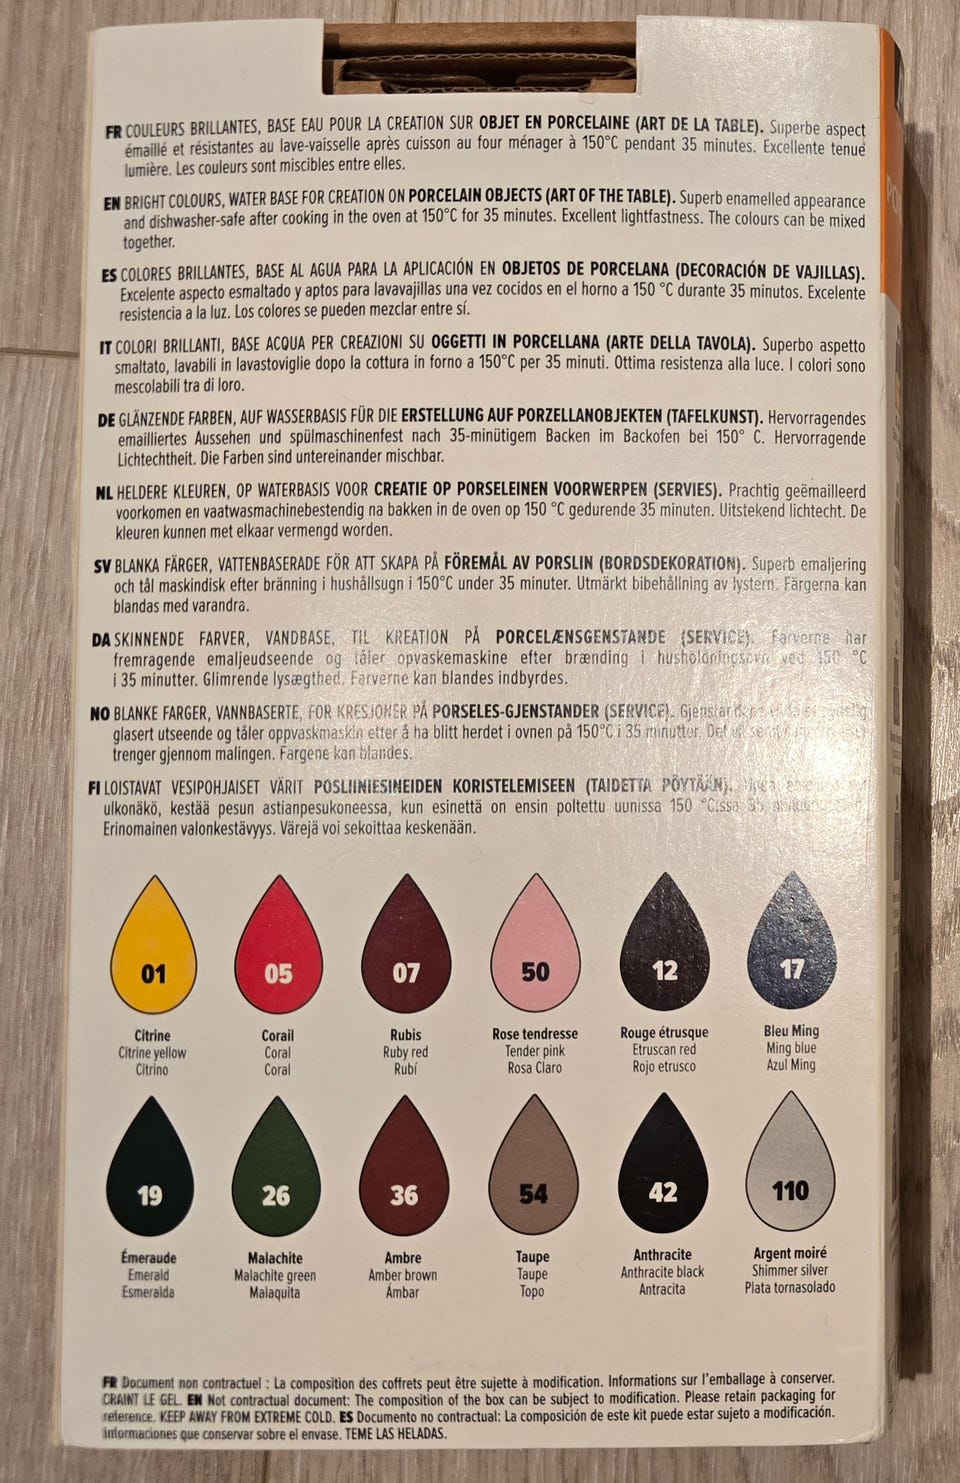 FR COULEURS BRILLANTES, BASE EAU POUR LA CREATION SUR OBJET EN PORCELAINE (ART DE LA TABLE). Superbe aspect
émaillé et résistantes au lave-vaisselle après cuisson au four ménager à 150°C pendant 35 minutes. Excellente tenue
lumière. Les couleurs sont miscibles entre elles.
EN BRIGHT COLOURS, WATER BASE FOR CREATION ON PORCELAIN OBJECTS (ART OF THE TABLE). Superb enamelled appearance
and dishwasher-safe after cooking in the oven at 150°C for 35 minutes. Excellent lightfastness. The colours can be mixed
together.
ES COLORES BRILLANTES, BASE AL AGUA PARA LA APLICACIÓN EN OBJETOS DE PORCELANA (DECORACIÓN DE VAJILLAS).
Excelente aspecto esmaltado y aptos para lavavajillas una vez cocidos en el horno a 150 °C durante 35 minutos. Excelente
resistencia a la luz. Los colores se pueden mezclar entre sí.
IT COLORI BRILLANTI, BASE ACQUA PER CREAZIONI SU OGGETTI IN PORCELLANA (ARTE DELLA TAVOLA). Superbo aspetto
smaltato, lavabili in lavastoviglie dopo la cottura in forno a 150°C per 35 minuti. Ottima resistenza alla luce. I colori sono
mescolabili tra di loro.
DE GLÄNZENDE FARBEN, AUF WASSERBASIS FÜR DIE ERSTELLUNG AUF PORZELLANOBJEKTEN (TAFELKUNST). Hervorragendes
emailliertes Aussehen und spülmaschinenfest nach 35-minütigem Backen im Backofen bei 150° C. Hervorragende
Lichtechtheit. Die Farben sind untereinander mischbar.
NL HELDERE KLEUREN, OP WATERBASIS VOOR CREATIE OP PORSELEINEN VOORWERPEN (SERVIES). Prachtig geëmailleerd
voorkomen en vaatwasmachinebestendig na bakken in de oven op 150 °C gedurende 35 minuten. Uitstekend lichtecht. De
kleuren kunnen met elkaar vermengd worden.
SV BLANKA FÄRGER, VATTENBASERADE FÖR ATT SKAPA PÅ FÖREMÅL AV PORSLIN (BORDSDEKORATION). Superb emaljering
och tål maskindisk efter bränning i hushållsugn i 150°C under 35 minuter. Utmärkt bibehållning av lystern. Färgerna kan
blandas med varandra.
DA SKINNENDE FARVER, VANDBASE, TIL KREATION PÅ PORCELÆNSGENSTANDE (SERVICE). Farverne har
fremragende emaljeudseende og tåler opvaskemaskine efter brænding i husholdningsovn ved 150 °C
i 35 minutter. Glimrende lysægthed. Farverne kan blandes indbyrdes.
NO BLANKE FARGER, VANNBASERTE, FOR KRESJONER PÅ PORSELES-GJENSTANDER (SERVICE).
glasert utseende og tåler oppvaskmaskin etter å ha blitt herdet i ovnen på 150°C i 35 minutter.
trenger gjennom malingen. Fargene kan blandes.
FI LOISTAVAT VESIPOHJAISET VÄRIT POSLIINIESINEIDEN KORISTELEMISEEN (TAIDETTA PÖYTÄÄN).
ulkonäkö, kestää pesun astianpesukoneessa, kun esinettä on ensin poltettu uunissa 150 °C:ssa 35
Erinomainen valonkestävyys. Värejä voi sekoittaa keskenään.
01 05 07 50 12 17
Citrine Corail Rubis Rose tendresse Rouge étrusque Bleu Ming
Citrine yellow Coral Ruby red Tender pink Etruscan red Ming blue
Citrino Coral Rubí Rosa Claro Rojo etrusco Azul Ming
19 26 36 54 42 110
Émeraude Malachite Ambre Taupe Anthracite Argent moiré
Emerald Malachite green Amber brown Taupe Anthracite black Shimmer silver
Esmeralda Malaquita Ámbar Topo Antracita Plata tornasolado
FR Document non contractuel : La composition des coffrets peut être sujette à modification. Informations sur l'emballage à conserver.
CRAINT LE GEL. EN Not contractual document: The composition of the box can be subject to modification. Please retain packaging for
reference. KEEP AWAY FROM EXTREME COLD. ES Documento no contractual: La composición de este kit puede estar sujeto a modificación.
Informaciones que conservar sobre el envase. TEME LAS HELADAS.